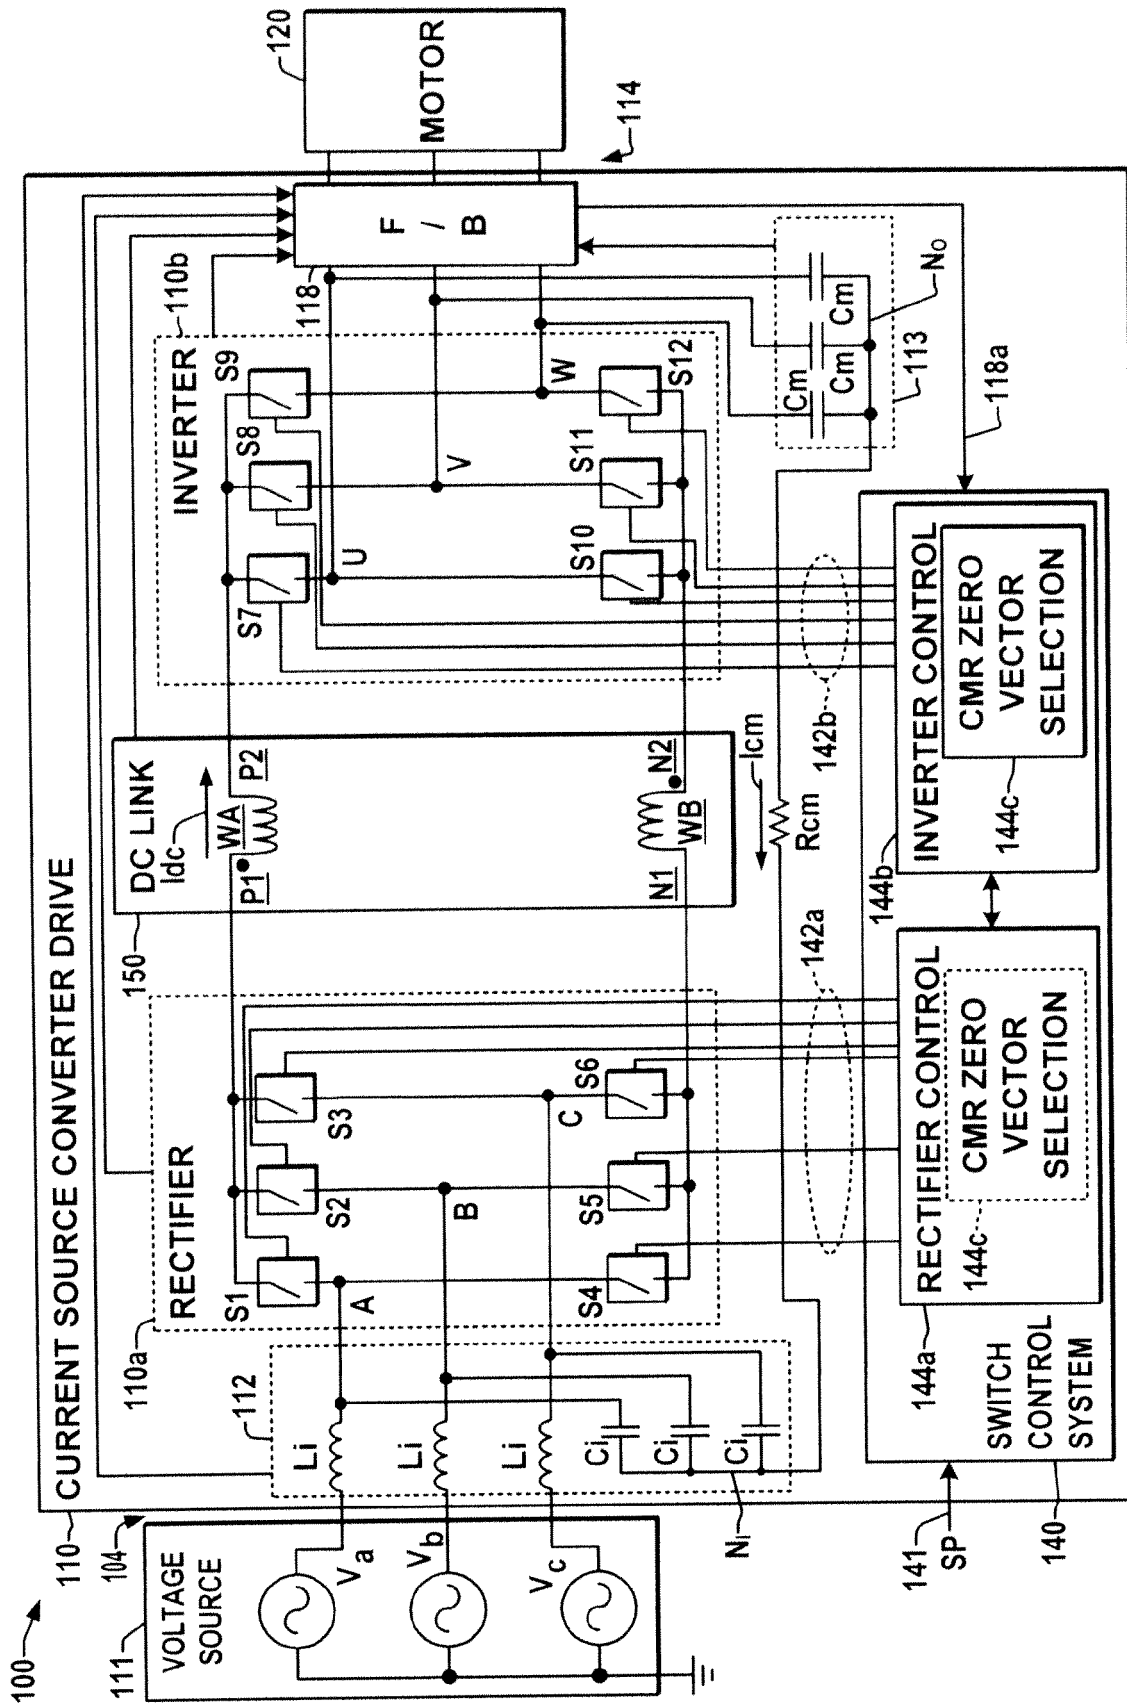 100
110
CURRENT SOURCE CONVERTER DRIVE
104
111
VOLTAGE
SOURCE
Va
Vb
Vc
112
Li
Li
Li
Ci
Ci
Ci
NI
110a
RECTIFIER
S1
S2
S3
A
B
C
S4
S5
S6
150
DC LINK
Idc
WA
P1
P2
N1
N2
WB
Icm
Rcm
110b
INVERTER
S7
S8
S9
U
V
W
S10
S11
S12
118
F
/
B
120
MOTOR
114
Cm
Cm
Cm
NO
113
118a
142a
142b
141
SP
140
SWITCH
CONTROL
SYSTEM
144a
RECTIFIER CONTROL
144c
CMR ZERO
VECTOR
SELECTION
144b
INVERTER CONTROL
144c
CMR ZERO
VECTOR
SELECTION